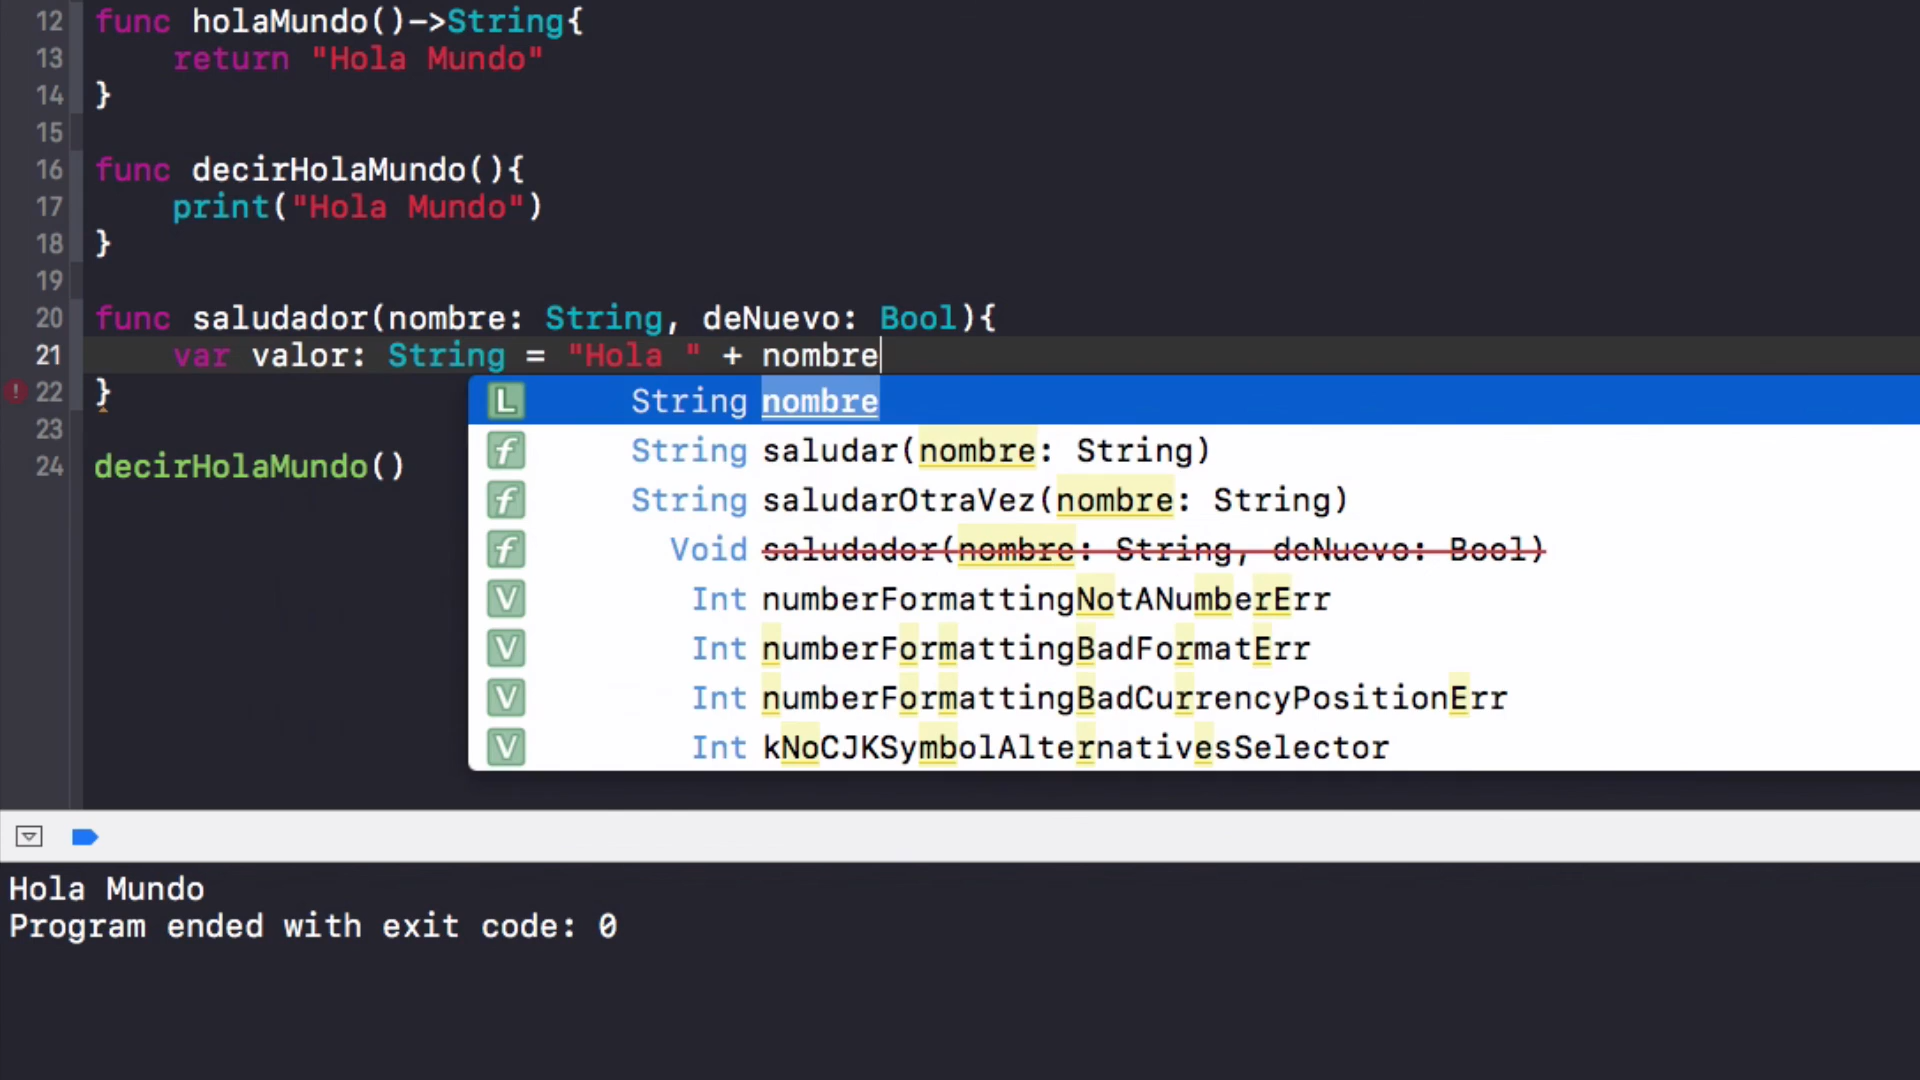 12 func holaMundo()->String{
13 return "Hola Mundo"
14 }
15
16 func decirHolaMundo(){
17 print("Hola Mundo")
18 }
19
20 func saludador(nombre: String, deNuevo: Bool){
21 var valor: String = "Hola " + nombre
22 }
L String nombre
23
f String saludar(nombre: String)
24 decirHolaMundo()
f String saludarOtraVez(nombre: String)
f Void saludador(nombre: String, deNuevo: Bool)
V Int numberFormattingNotANumberErr
V Int numberFormattingBadFormatErr
V Int numberFormattingBadCurrencyPositionErr
V Int kNoCJKSymbolAlternativesSelector
Hola Mundo
Program ended with exit code: 0